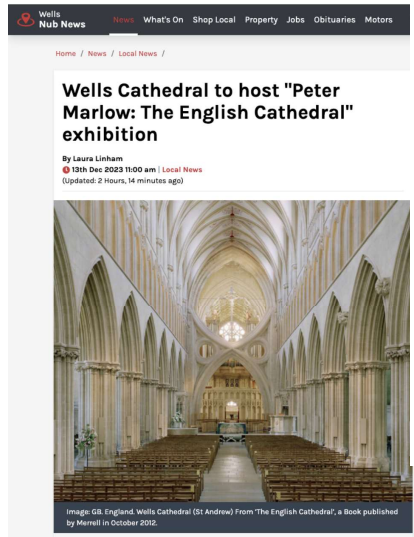 Wells
Nub News
News What's On Shop Local Property Jobs Obituaries Motors
Home / News / Local News /
Wells Cathedral to host "Peter
Marlow: The English Cathedral"
exhibition
By Laura Linham
13th Dec 2023 11:00 am | Local News
(Updated: 2 Hours, 14 minutes ago)
Image: GB. England. Wells Cathedral (St Andrew) From 'The English Cathedral', a Book published
by Merrell in October 2012.